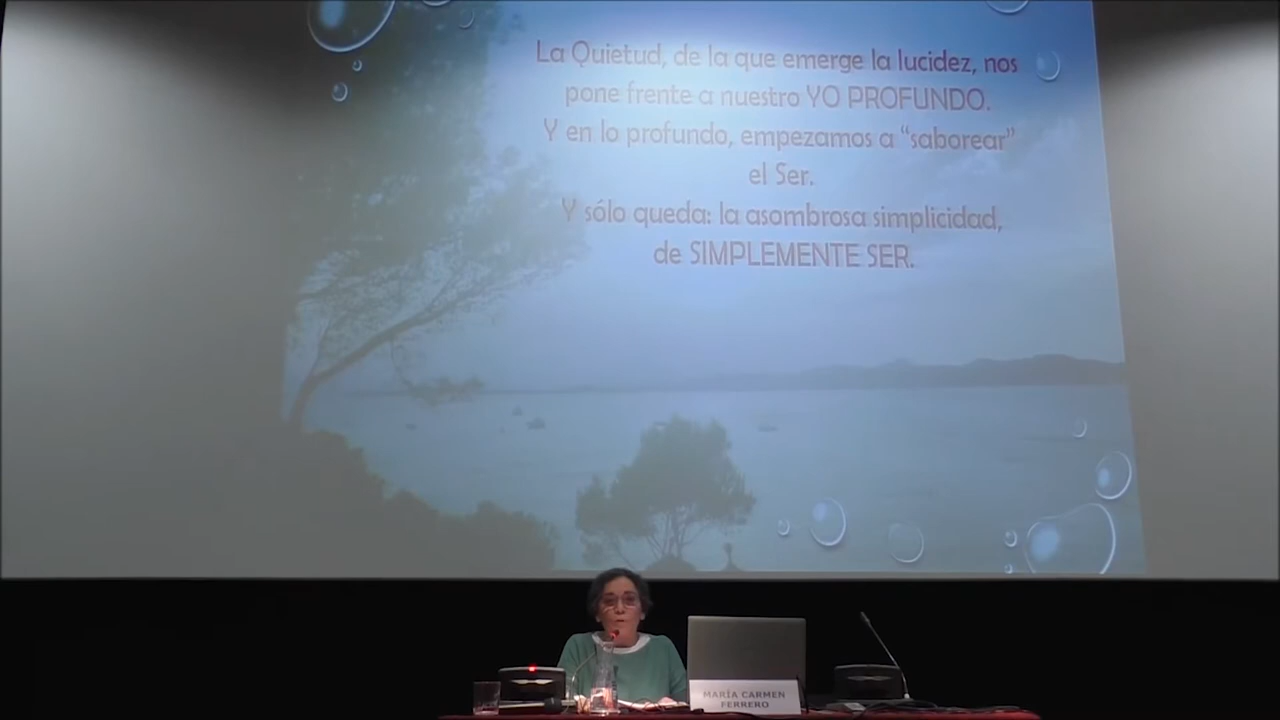 La Quietud, de la que emerge la lucidez, nos
pone frente a nuestro YO PROFUNDO.
Y en lo profundo, empezamos a “saborear”
el Ser.
Y sólo queda: la asombrosa simplicidad,
de SIMPLEMENTE SER.
MARÍA CARMEN
FERRERO